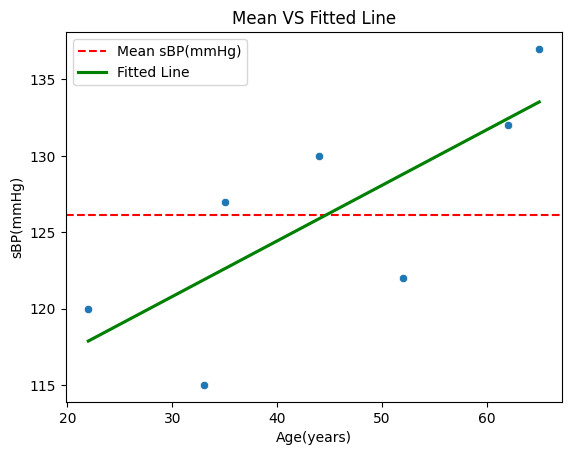 Mean VS Fitted Line
Mean sBP(mmHg)
Fitted Line
sBP(mmHg)
135
130
125
120
115
20 30 40 50 60
Age(years)